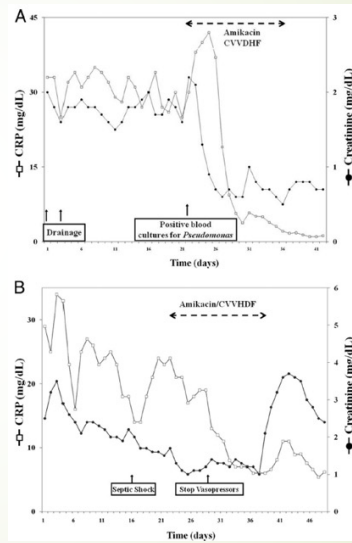 A
45
30
15
0
CRP (mg/dL)
Amikacin
CVVDHF
3
2
1
0
Creatinine (mg/dL)
Drainage
Positive blood
cultures for Pseudomonas
1 6 11 16 21 26 31 36 41
Time (days)
B
35
30
20
10
0
CRP (mg/dL)
Amikacin/CVVHDF
6
5
4
3
2
1
0
Creatinine (mg/dL)
Septic Shock
Stop Vasopressors
1 6 11 16 21 26 31 36 41 46
Time (days)